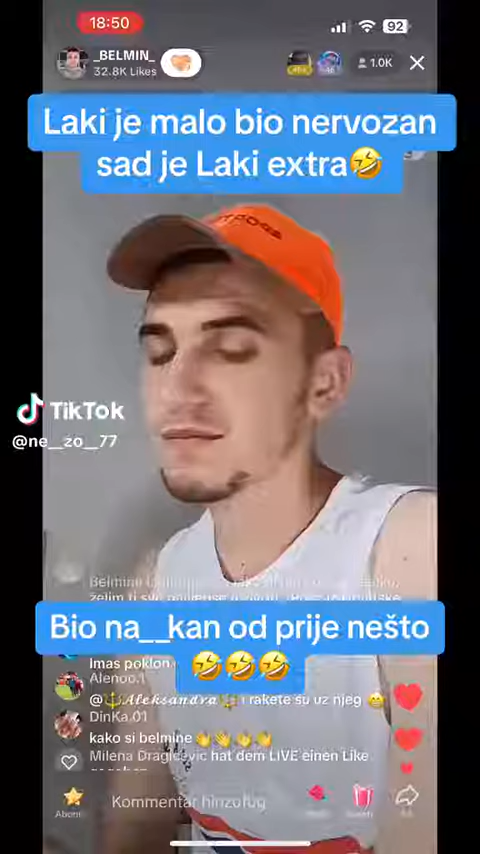 18:50
92
_BELMIN_
32.8K Likes
1.0K
Laki je malo bio nervozan
sad je Laki extra🤣
TikTok
@ne__zo__77
Bio na__kan od prije nešto
🤣🤣🤣
Imas poklon
Alenoo.1
@🔱𝓐𝓵𝓮𝓴𝓼𝓪𝓷𝓭𝓻𝓪🔱 i rakete su uz njeg 😁
DinKa.01
kako si belmine👋👋👋👋
Milena Dragicevic hat dem LIVE einen Like
Kommentar hinzufüg